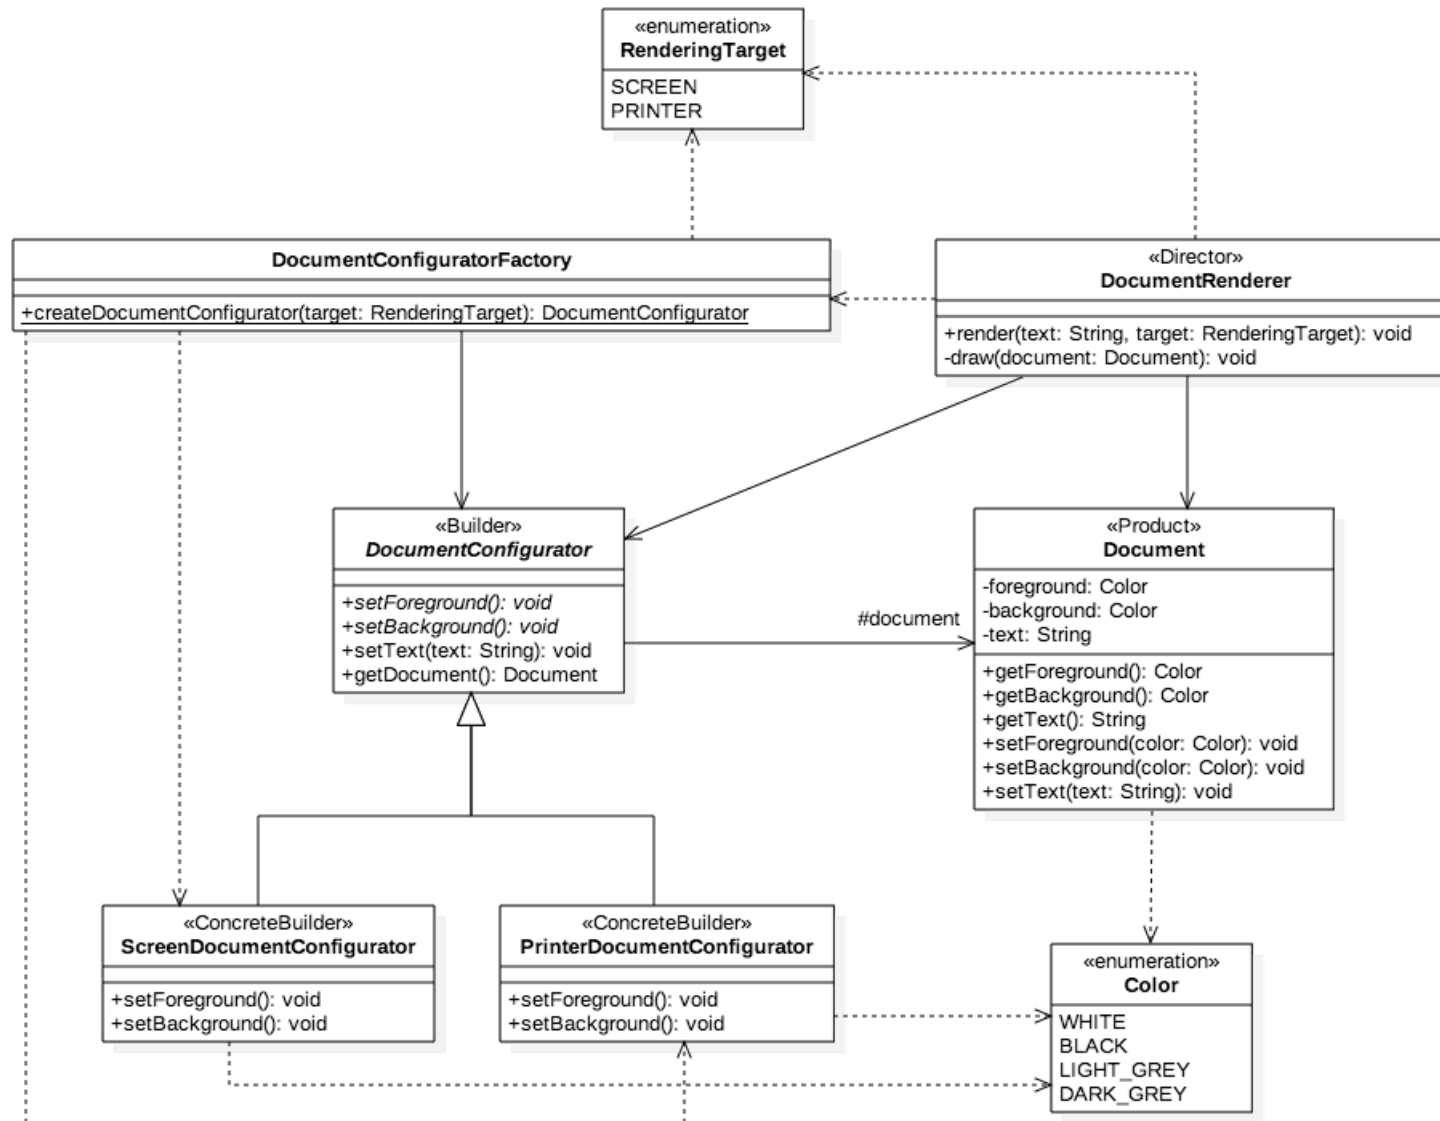 «enumeration»
RenderingTarget
SCREEN
PRINTER
DocumentConfiguratorFactory
+createDocumentConfigurator(target: RenderingTarget): DocumentConfigurator
«Director»
DocumentRenderer
+render(text: String, target: RenderingTarget): void
-draw(document: Document): void
«Builder»
DocumentConfigurator
+setForeground(): void
+setBackground(): void
+setText(text: String): void
+getDocument(): Document
#document
«Product»
Document
-foreground: Color
-background: Color
-text: String
+getForeground(): Color
+getBackground(): Color
+getText(): String
+setForeground(color: Color): void
+setBackground(color: Color): void
+setText(text: String): void
«ConcreteBuilder»
ScreenDocumentConfigurator
+setForeground(): void
+setBackground(): void
«ConcreteBuilder»
PrinterDocumentConfigurator
+setForeground(): void
+setBackground(): void
«enumeration»
Color
WHITE
BLACK
LIGHT_GREY
DARK_GREY